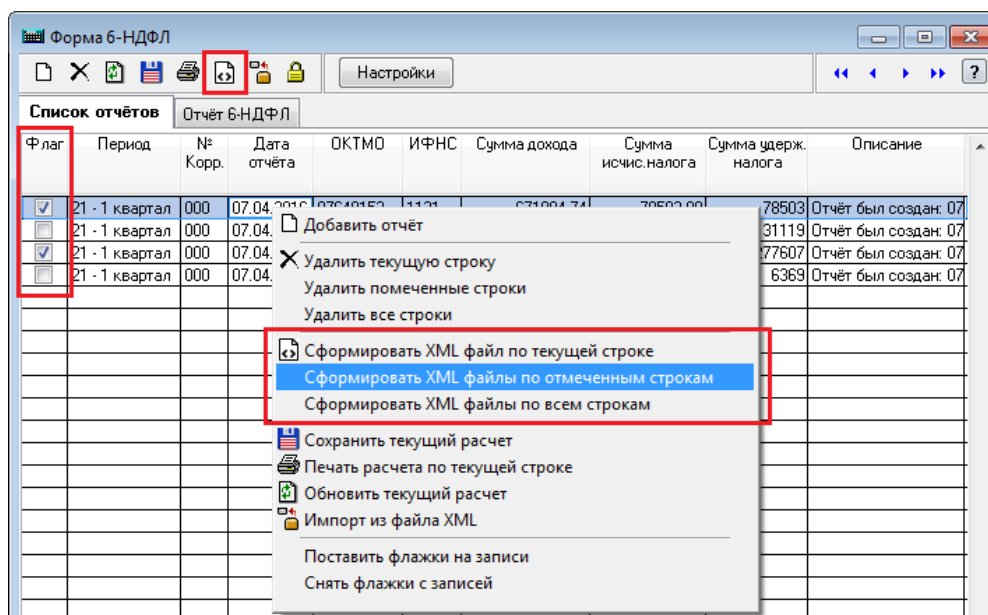 Форма 6-НДФЛ
Настройки
?
Список отчётов Отчёт 6-НДФЛ
Флаг Период № Корр. Дата отчёта ОКТМО ИФНС Сумма дохода Сумма исчис.налога Сумма удерж. налога Описание
21 - 1 квартал 000 07.04.2016 78503 Отчёт был создан: 07
21 - 1 квартал 000 07.04. 31119 Отчёт был создан: 07
21 - 1 квартал 000 07.04. 277607 Отчёт был создан: 07
21 - 1 квартал 000 07.04. 6369 Отчёт был создан: 07
Добавить отчёт
Удалить текущую строку
Удалить помеченные строки
Удалить все строки
Сформировать XML файл по текущей строке
Сформировать XML файлы по отмеченным строкам
Сформировать XML файлы по всем строкам
Сохранить текущий расчет
Печать расчета по текущей строке
Обновить текущий расчет
Импорт из файла XML
Поставить флажки на записи
Снять флажки с записей